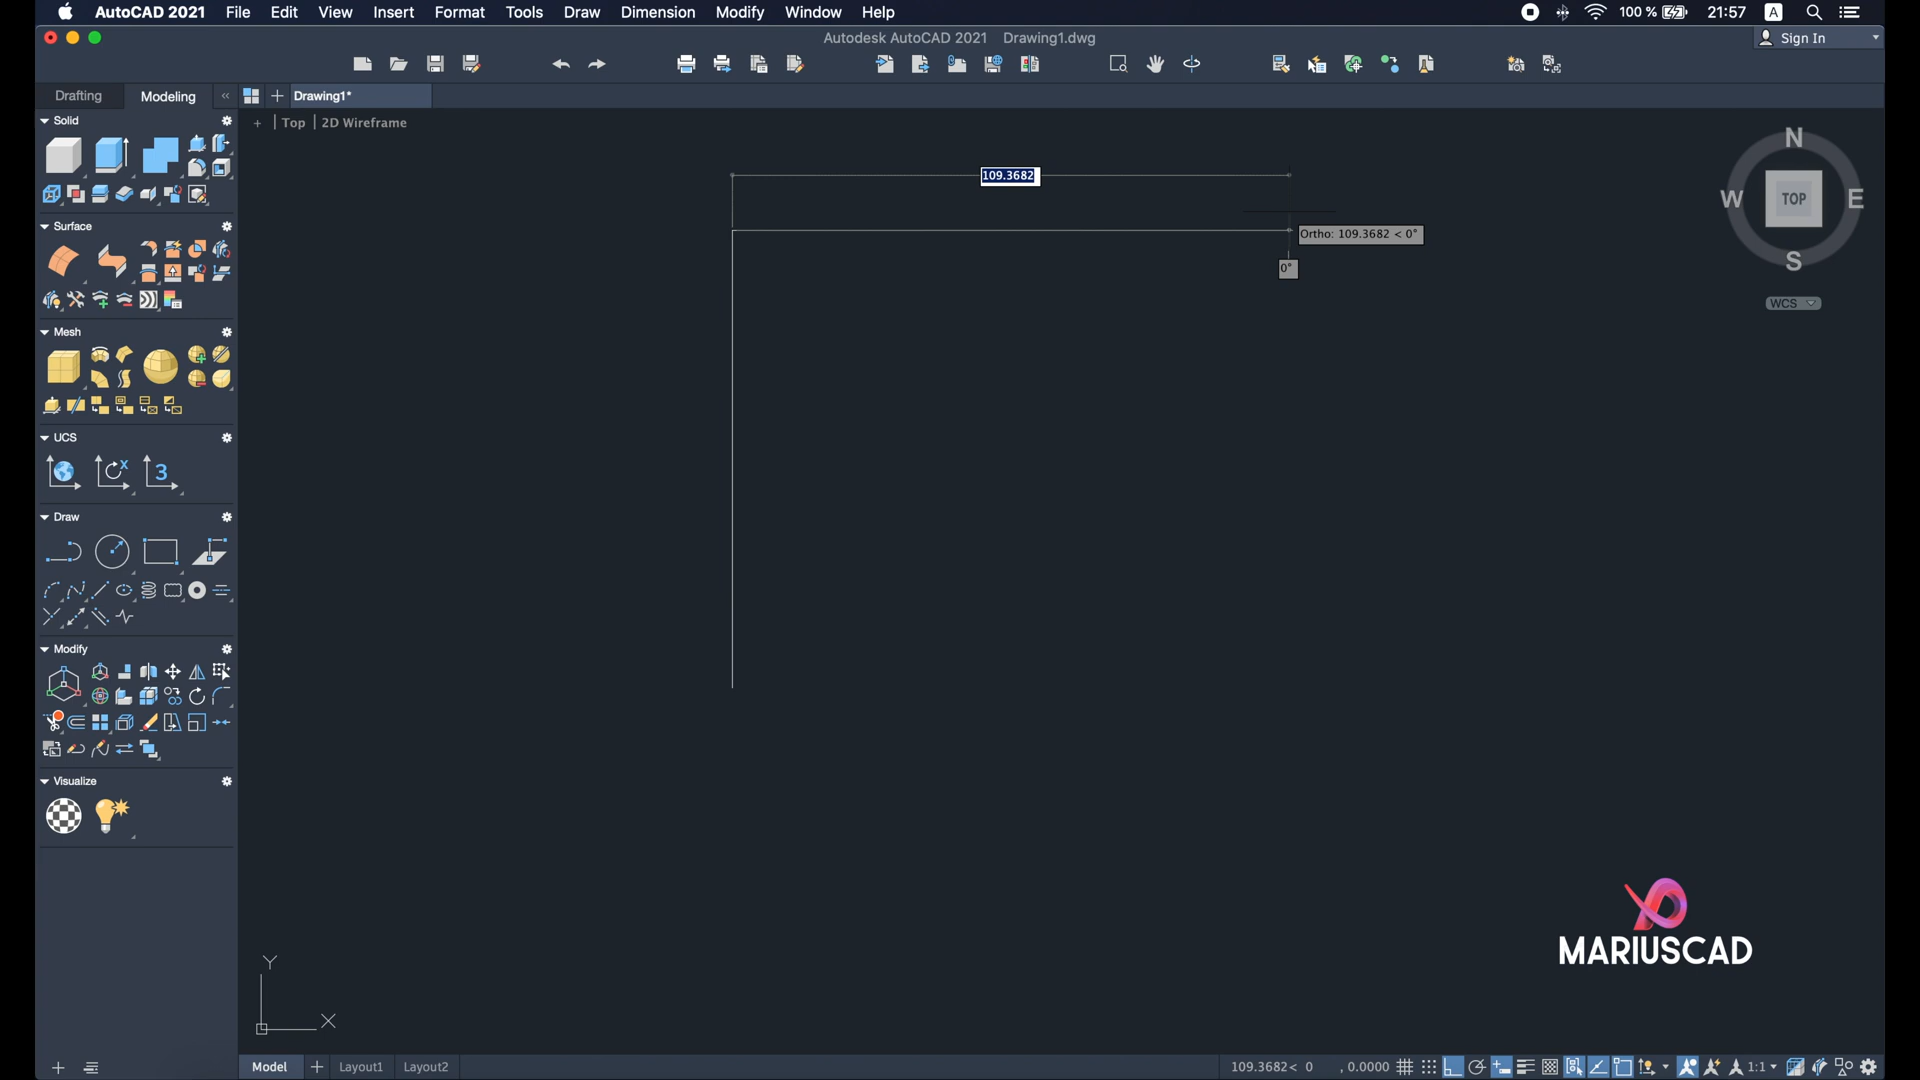 AutoCAD 2021 File Edit View Insert Format Tools Draw Dimension Modify Window Help 100 % 21:57 A
Autodesk AutoCAD 2021 Drawing1.dwg Sign In
Drafting Modeling « Drawing1*
+ | Top | 2D Wireframe
Solid
Surface
Mesh
UCS
X 3
Draw
Modify
Visualize
109.3682
Ortho: 109.3682 < 0°
0°
N
W TOP E
S
WCS
MARIUSCAD
Y
X
Model + Layout1 Layout2 109.3682< 0 , 0.0000 1:1